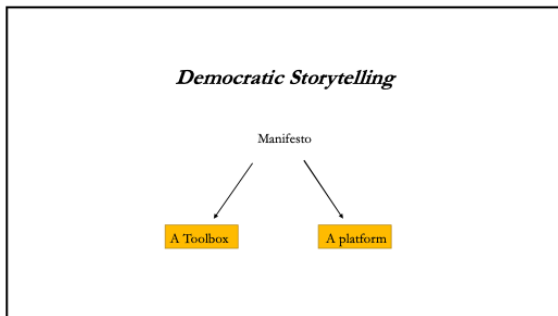 Democratic Storytelling
Manifesto
A Toolbox
A platform